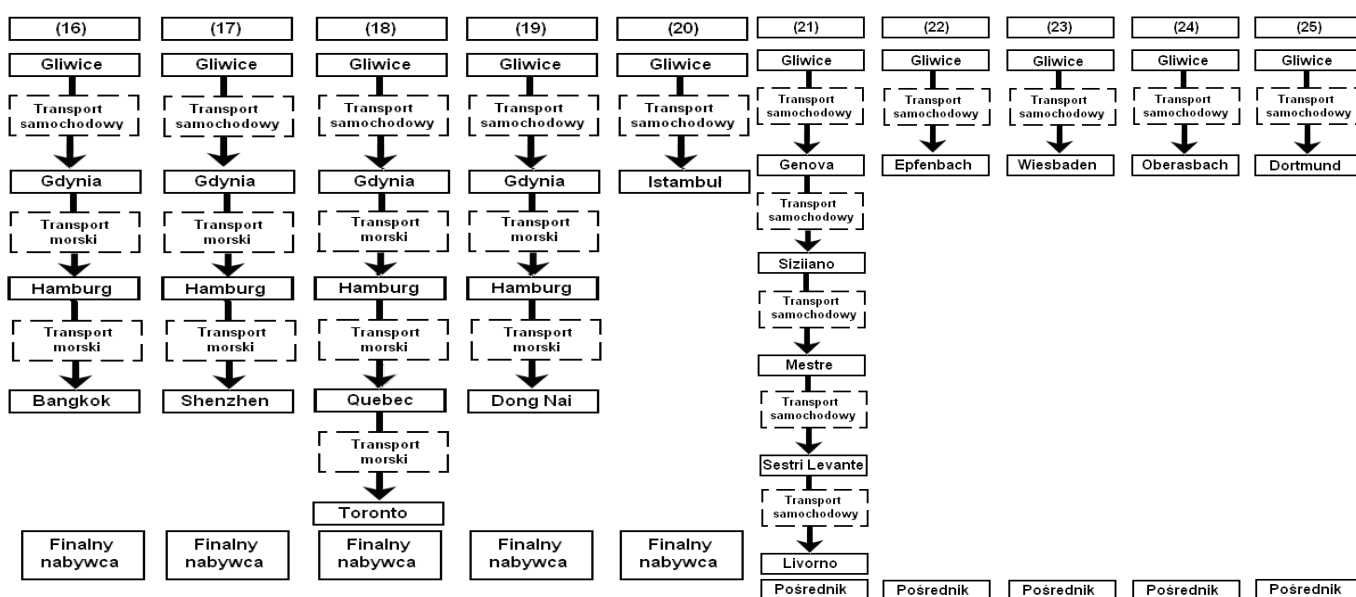 (16)
Gliwice
Transport
samochodowy
Gdynia
Transport
morski
Hamburg
Transport
morski
Bangkok
Finalny
nabywca
(17)
Gliwice
Transport
samochodowy
Gdynia
Transport
morski
Hamburg
Transport
morski
Shenzhen
Finalny
nabywca
(18)
Gliwice
Transport
samochodowy
Gdynia
Transport
morski
Hamburg
Transport
morski
Quebec
Transport
morski
Toronto
Finalny
nabywca
(19)
Gliwice
Transport
samochodowy
Gdynia
Transport
morski
Hamburg
Transport
morski
Dong Nai
Finalny
nabywca
(20)
Gliwice
Transport
samochodowy
Istambuł
Finalny
nabywca
(21)
Gliwice
Transport
samochodowy
Genova
Transport
samochodowy
Siziiano
Transport
samochodowy
Mestre
Transport
samochodowy
Sestri Levante
Transport
samochodowy
Livorno
Pośrednik
(22)
Gliwice
Transport
samochodowy
Epfenbach
Pośrednik
(23)
Gliwice
Transport
samochodowy
Wiesbaden
Pośrednik
(24)
Gliwice
Transport
samochodowy
Oberasbach
Pośrednik
(25)
Gliwice
Transport
samochodowy
Dortmund
Pośrednik